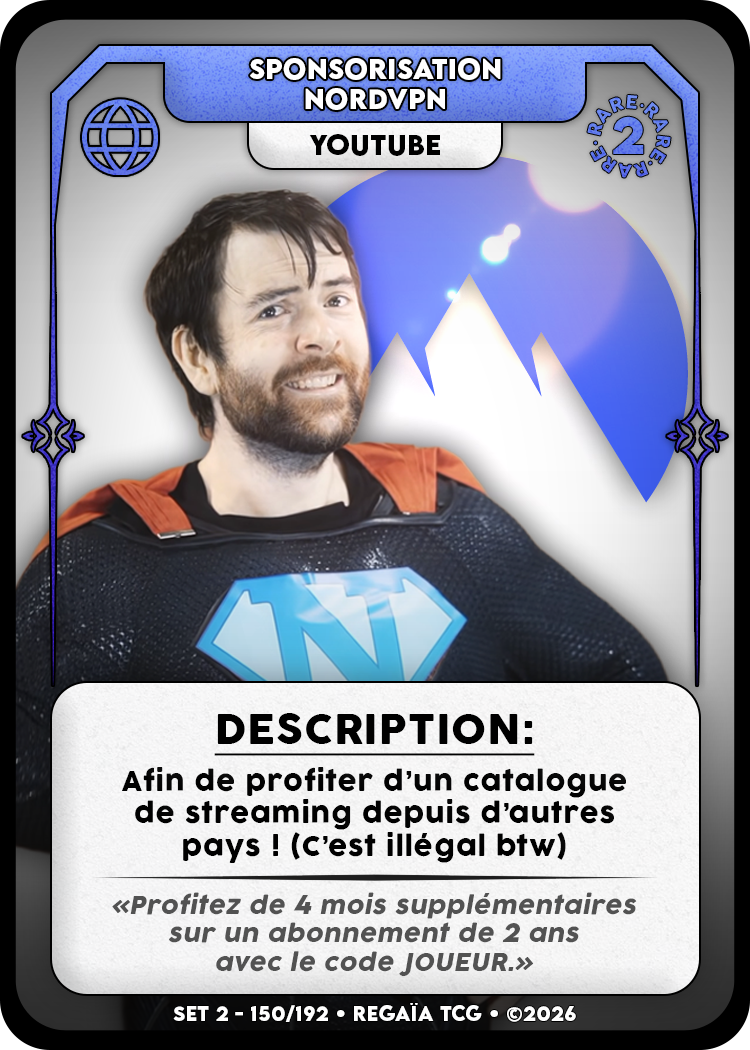 SPONSORISATION
NORDVPN
YOUTUBE
RARE•RARE•RARE•RARE•
2
N
DESCRIPTION:
Afin de profiter d'un catalogue
de streaming depuis d'autres
pays ! (C'est illégal btw)
«Profitez de 4 mois supplémentaires
sur un abonnement de 2 ans
avec le code JOUEUR.»
SET 2 - 150/192 • REGAÏA TCG • ©2026